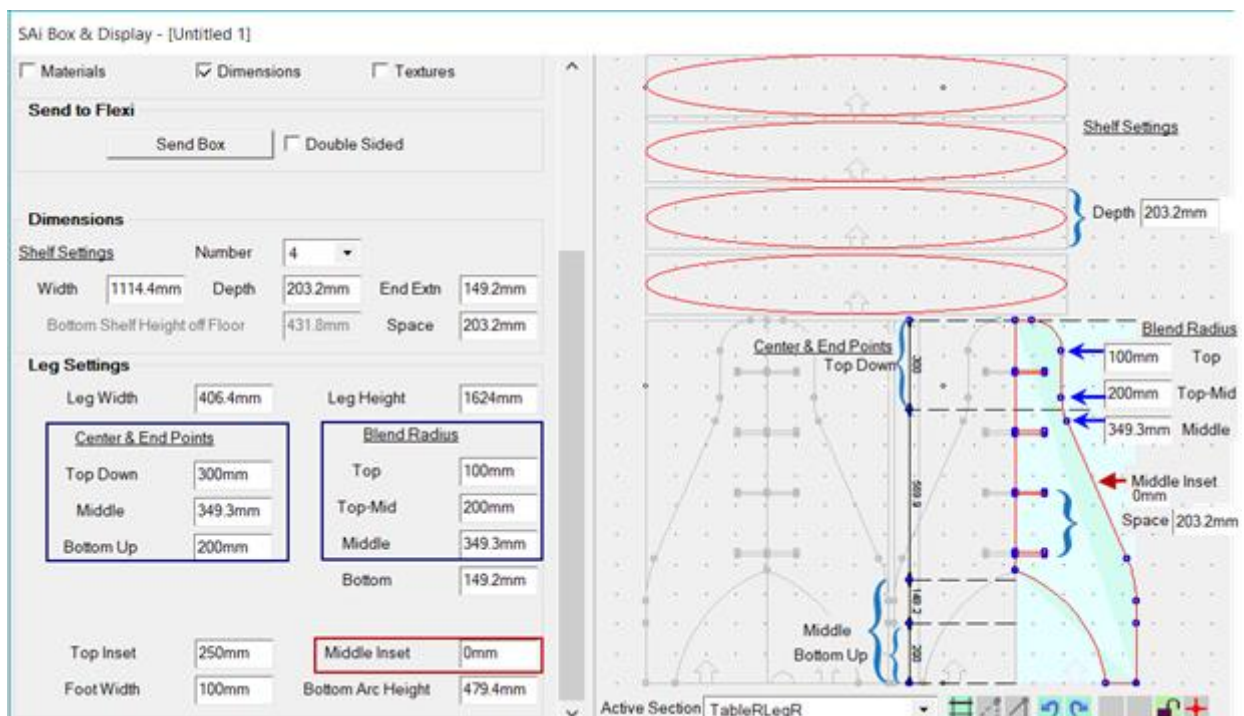 SAi Box & Display - [Untitled 1]
Materials Dimensions Textures
Send to Flexi
Send Box Double Sided
Dimensions
Shelf Settings Number 4
Width 1114.4mm Depth 203.2mm End Extn 149.2mm
Bottom Shelf Height off Floor 431.8mm Space 203.2mm
Leg Settings
Leg Width 406.4mm Leg Height 1624mm
Center & End Points
Top Down 300mm
Middle 349.3mm
Bottom Up 200mm
Blend Radius
Top 100mm
Top-Mid 200mm
Middle 349.3mm
Bottom 149.2mm
Top Inset 250mm Middle Inset 0mm
Foot Width 100mm Bottom Arc Height 479.4mm
Shelf Settings
Depth 203.2mm
Center & End Points
Top Down
300
Blend Radius
100mm Top
200mm Top-Mid
349.3mm Middle
Middle Inset
0mm
Space 203.2mm
149.2
Middle
Bottom Up
200
Active Section TableRLegR